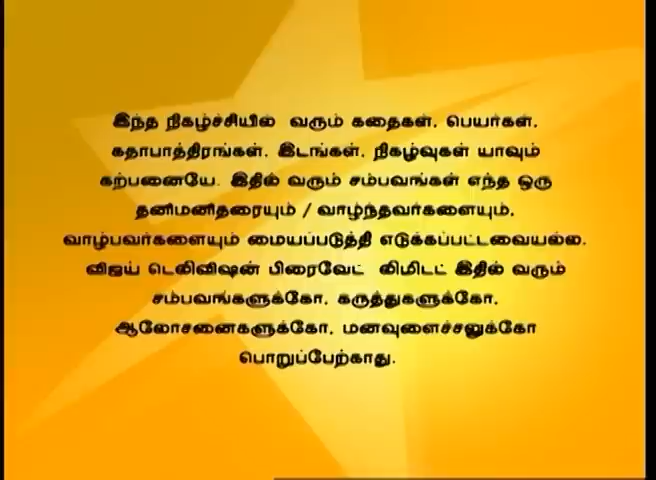 இந்த நிகழ்ச்சியில் வரும் கதைகள், பெயர்கள்,
கதாபாத்திரங்கள், இடங்கள், நிகழ்வுகள் யாவும்
கற்பனையே. இதில் வரும் சம்பவங்கள் எந்த ஒரு
தனிமனிதரையும் / வாழ்ந்தவர்களையும்,
வாழ்பவர்களையும் மையப்படுத்தி எடுக்கப்பட்டவையல்ல.
விஜய் டெலிவிஷன் பிரைவேட் லிமிடட் இதில் வரும்
சம்பவங்களுக்கோ, கருத்துகளுக்கோ,
ஆலோசனைகளுக்கோ, மனவுளைச்சலுக்கோ
பொறுப்பேற்காது.